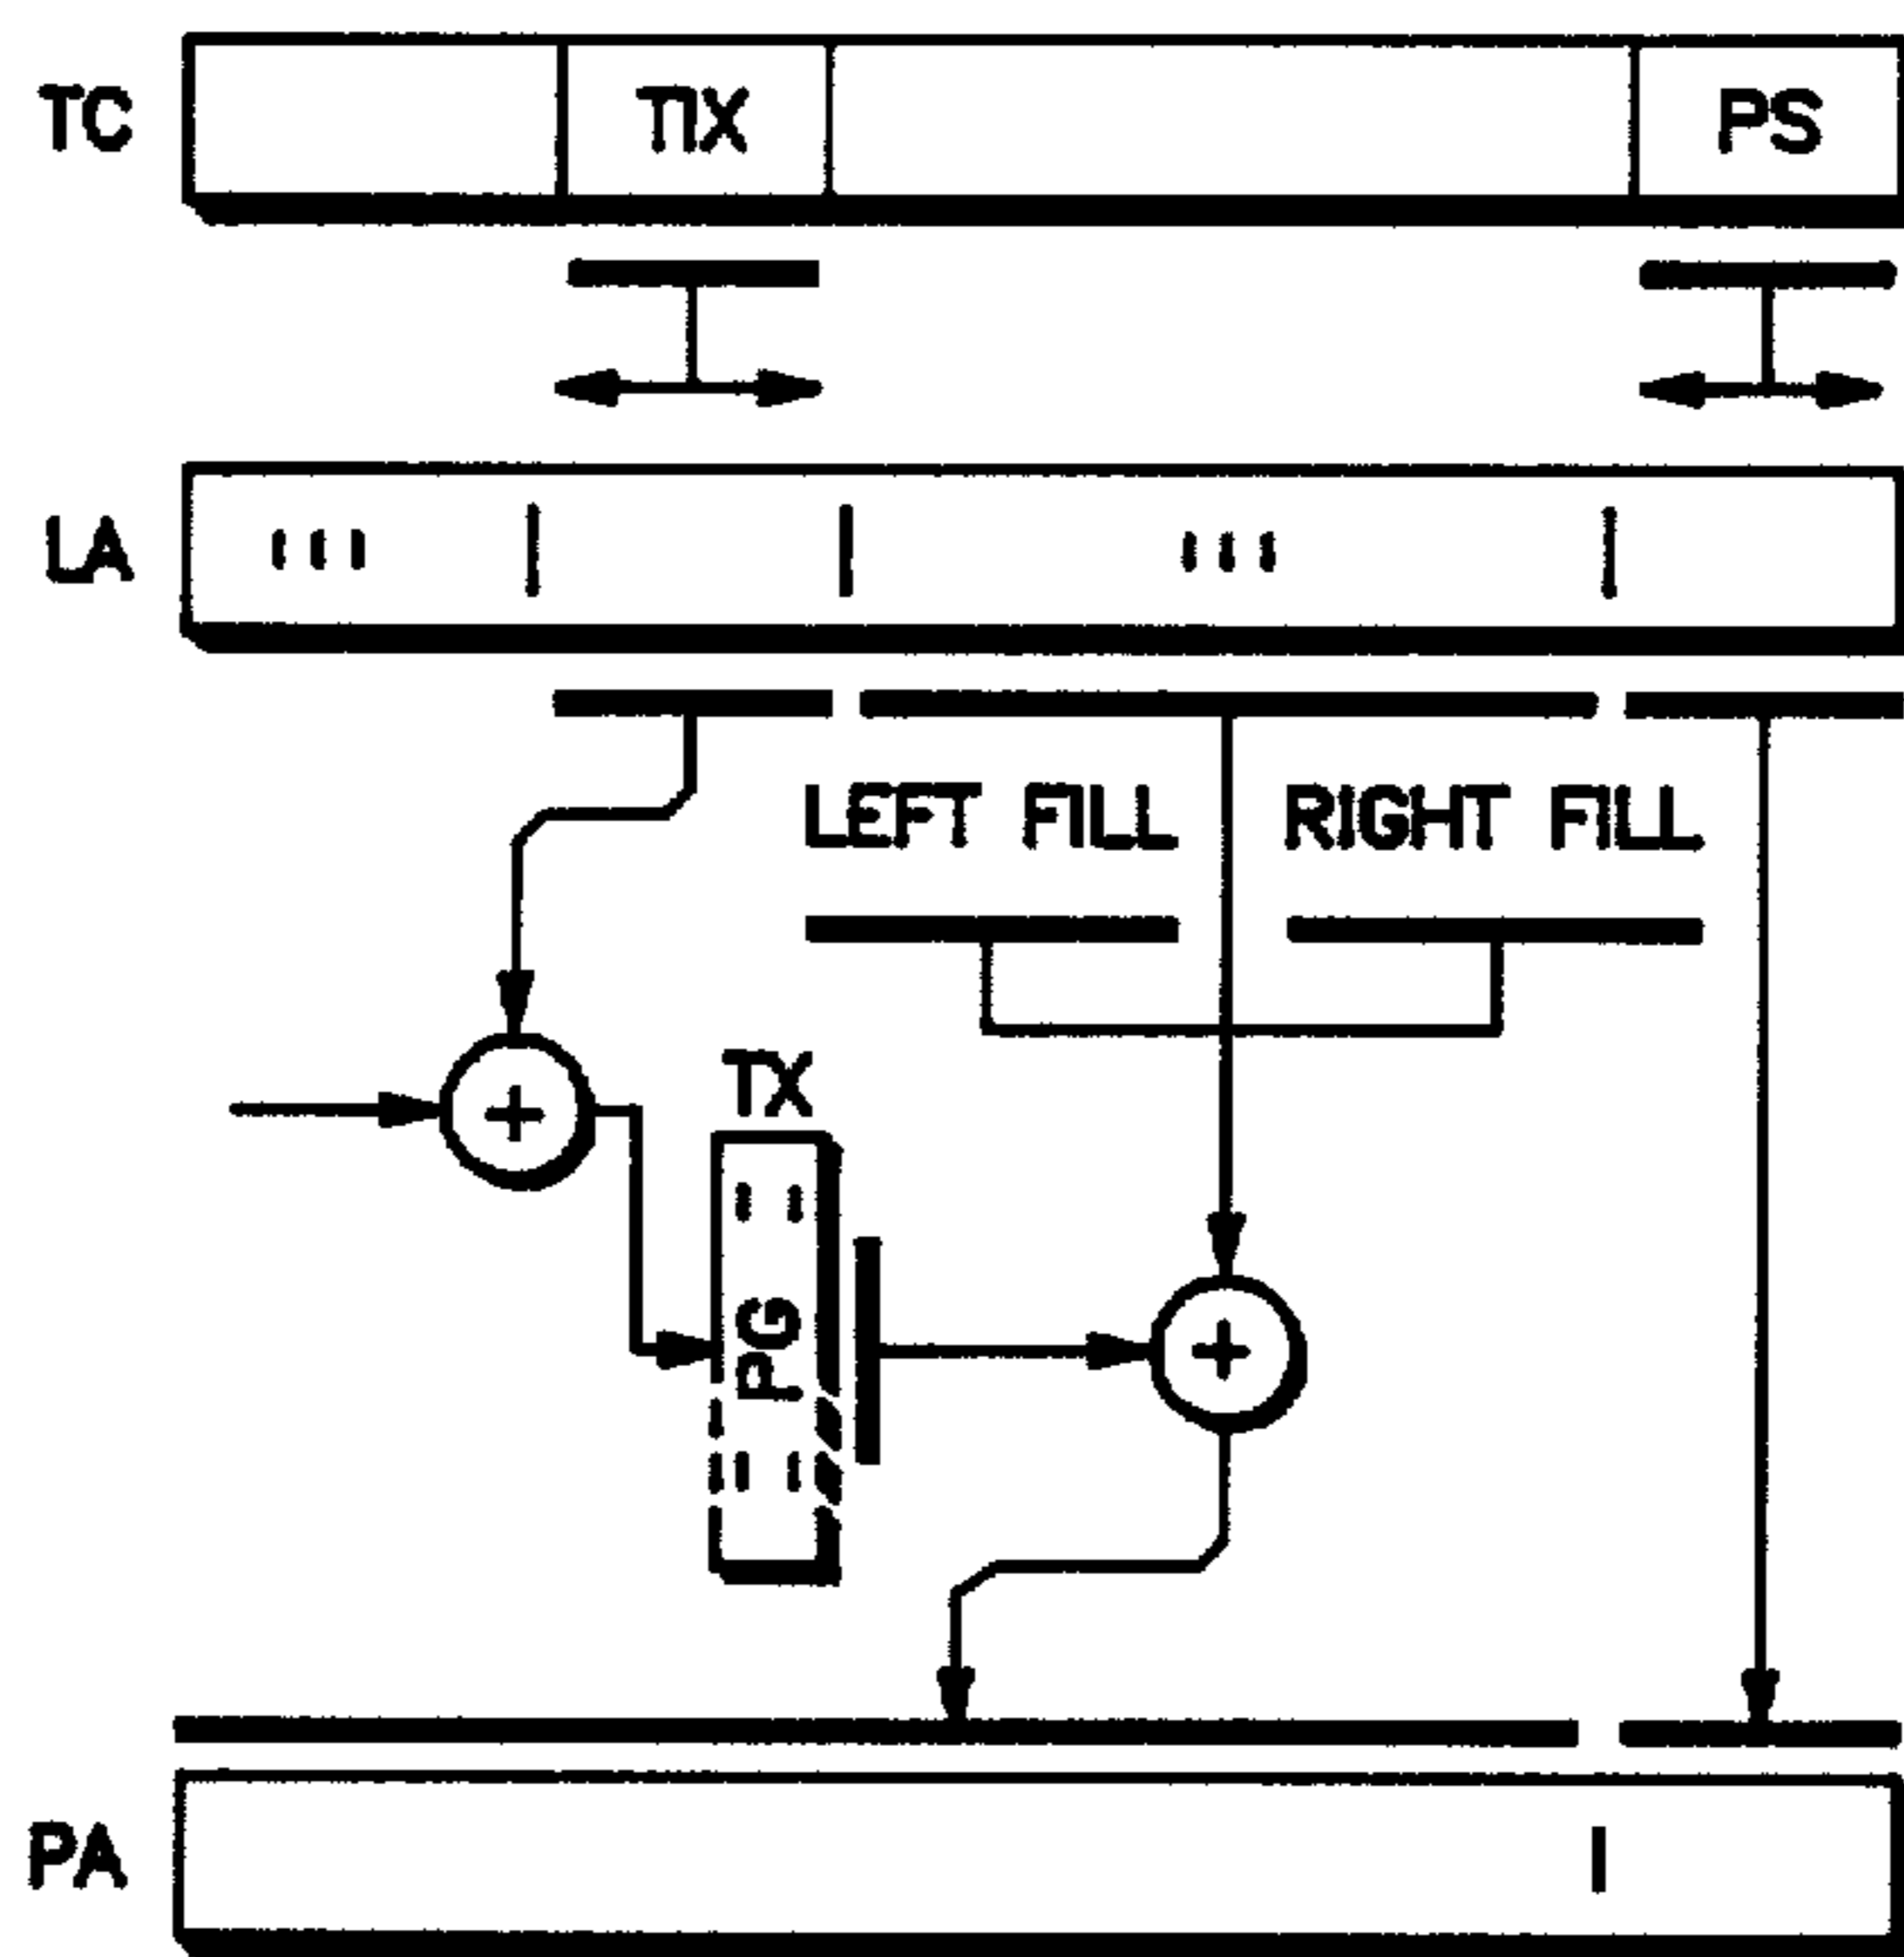 TC TIX PS
LA
LEFT FILL RIGHT FILL
+
TX
PG
+
PA